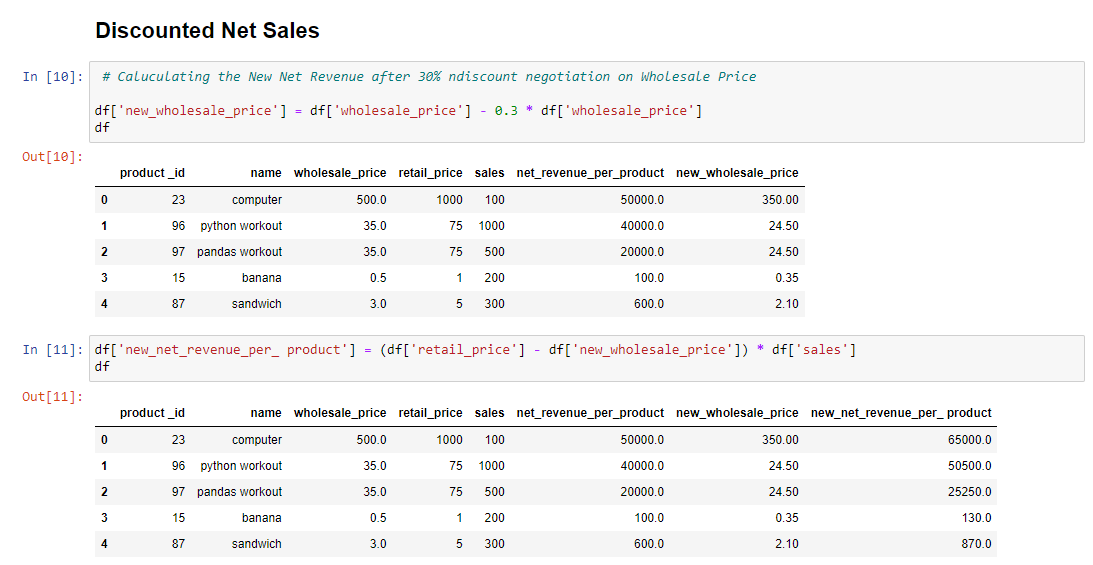 Discounted Net Sales
In [10]: # Caluculating the New Net Revenue after 30% ndiscount negotiation on Wholesale Price
df['new_wholesale_price'] = df['wholesale_price'] - 0.3 * df['wholesale_price']
df
Out[10]:
product _id name wholesale_price retail_price sales net_revenue_per_product new_wholesale_price
0 23 computer 500.0 1000 100 50000.0 350.00
1 96 python workout 35.0 75 1000 40000.0 24.50
2 97 pandas workout 35.0 75 500 20000.0 24.50
3 15 banana 0.5 1 200 100.0 0.35
4 87 sandwich 3.0 5 300 600.0 2.10
In [11]: df['new_net_revenue_per_ product'] = (df['retail_price'] - df['new_wholesale_price']) * df['sales']
df
Out[11]:
product _id name wholesale_price retail_price sales net_revenue_per_product new_wholesale_price new_net_revenue_per_ product
0 23 computer 500.0 1000 100 50000.0 350.00 65000.0
1 96 python workout 35.0 75 1000 40000.0 24.50 50500.0
2 97 pandas workout 35.0 75 500 20000.0 24.50 25250.0
3 15 banana 0.5 1 200 100.0 0.35 130.0
4 87 sandwich 3.0 5 300 600.0 2.10 870.0